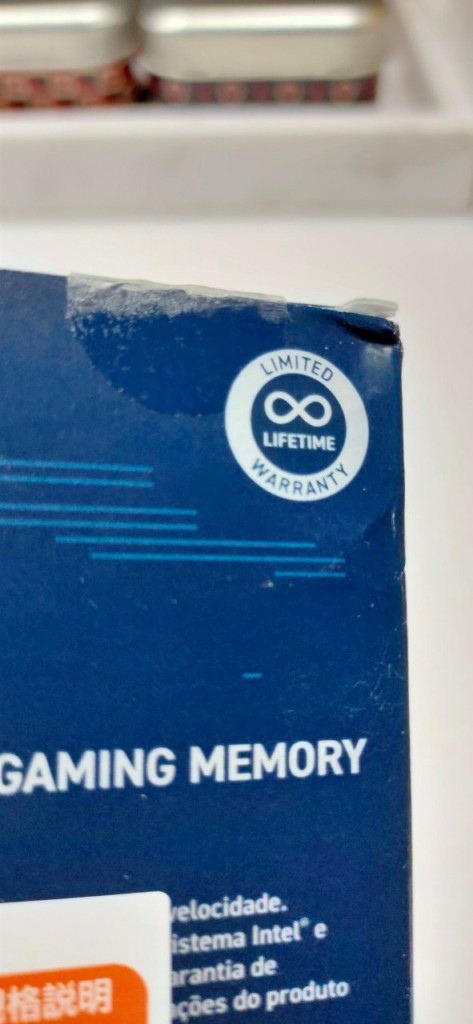 LIMITED
LIFETIME
WARRANTY
GAMING MEMORY
velocidade.
istema Intel® e
arantia de
ções do produto
格説明